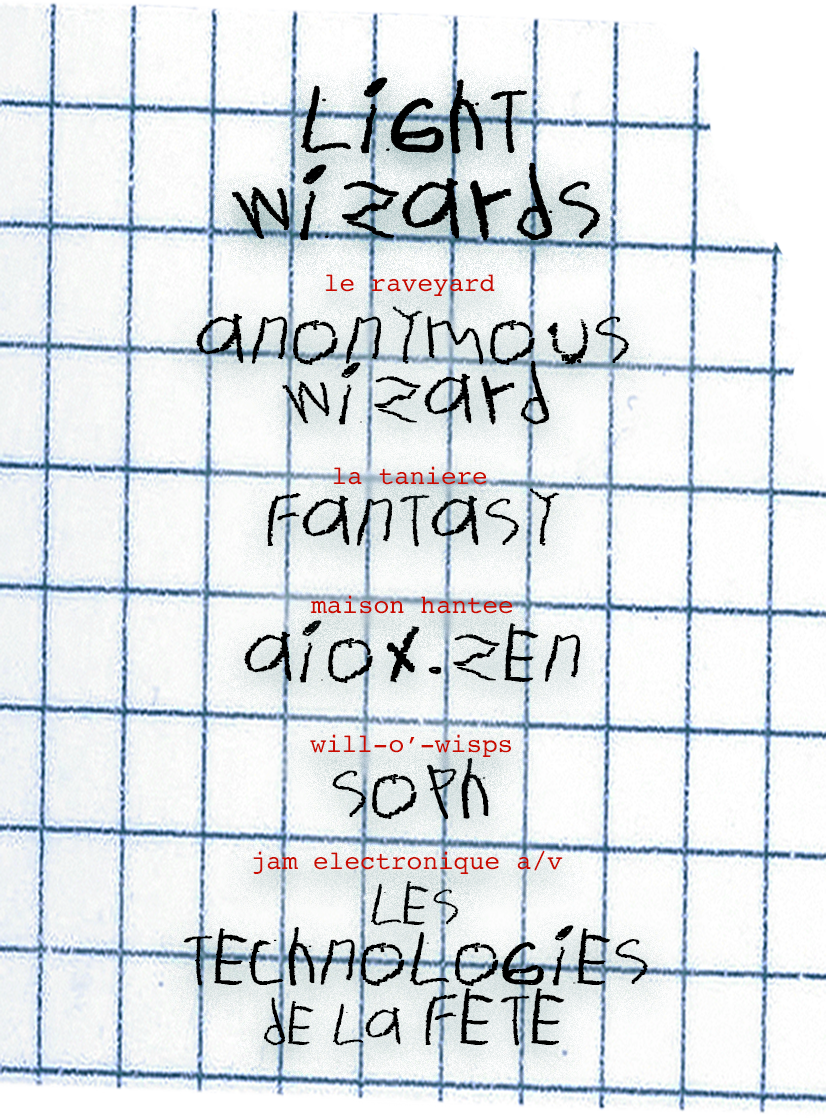 LiGhT
wizards
le raveyard
anonYmous
wizard
la taniere
FanTasY
maison hantee
aiox.zEn
will-o’-wisps
soPh
jam electronique a/v
LES
TEchnoLoGiES
dE La FETE